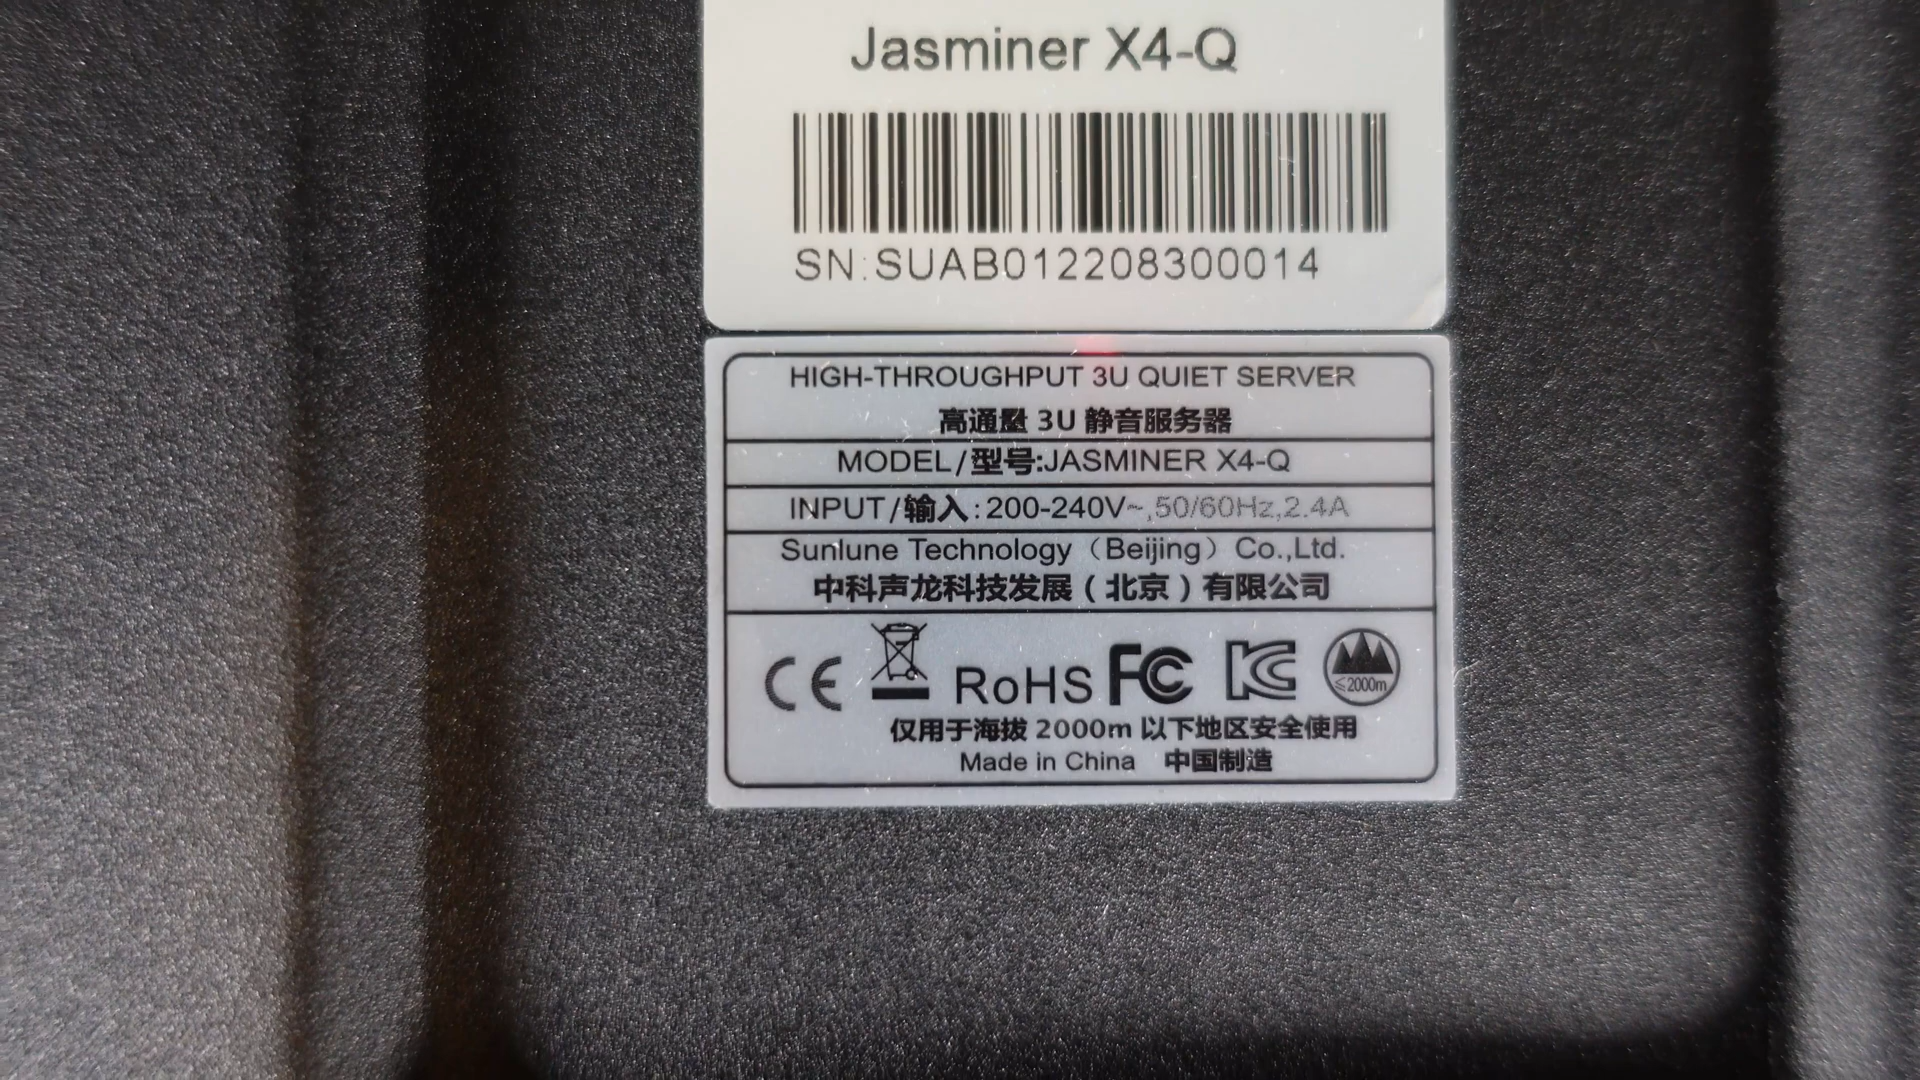 Jasminer X4-Q
SN:SUAB012208300014
HIGH-THROUGHPUT 3U QUIET SERVER
高通量 3U 静音服务器
MODEL/型号:JASMINER X4-Q
INPUT/输入:200-240V~,50/60Hz,2.4A
Sunlune Technology（Beijing）Co.,Ltd.
中科声龙科技发展（北京）有限公司
CE RoHS FC KC ≤2000m
仅用于海拔 2000m 以下地区安全使用
Made in China 中国制造